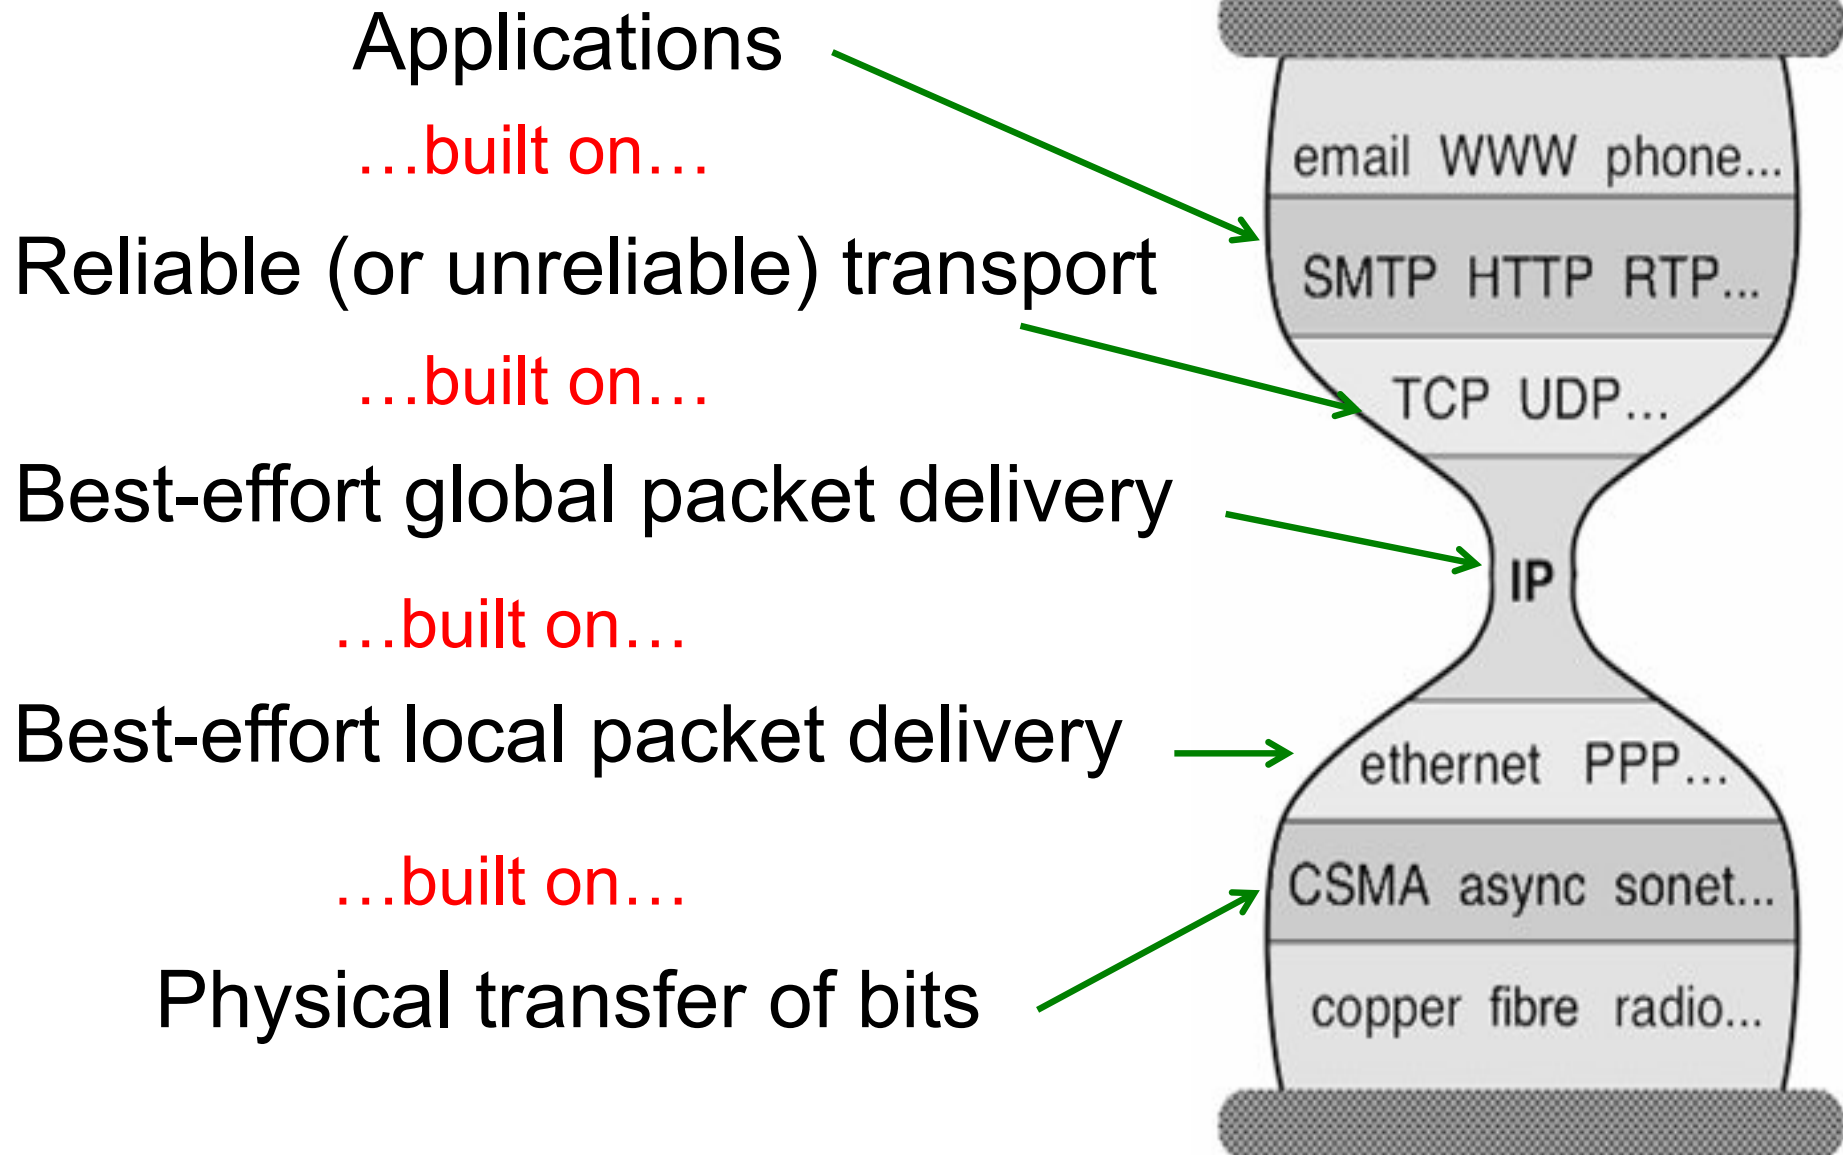 Applications
…built on…
Reliable (or unreliable) transport
…built on…
Best-effort global packet delivery
…built on…
Best-effort local packet delivery
…built on…
Physical transfer of bits
email WWW phone...
SMTP HTTP RTP...
TCP UDP…
IP
ethernet PPP…
CSMA async sonet...
copper fibre radio...